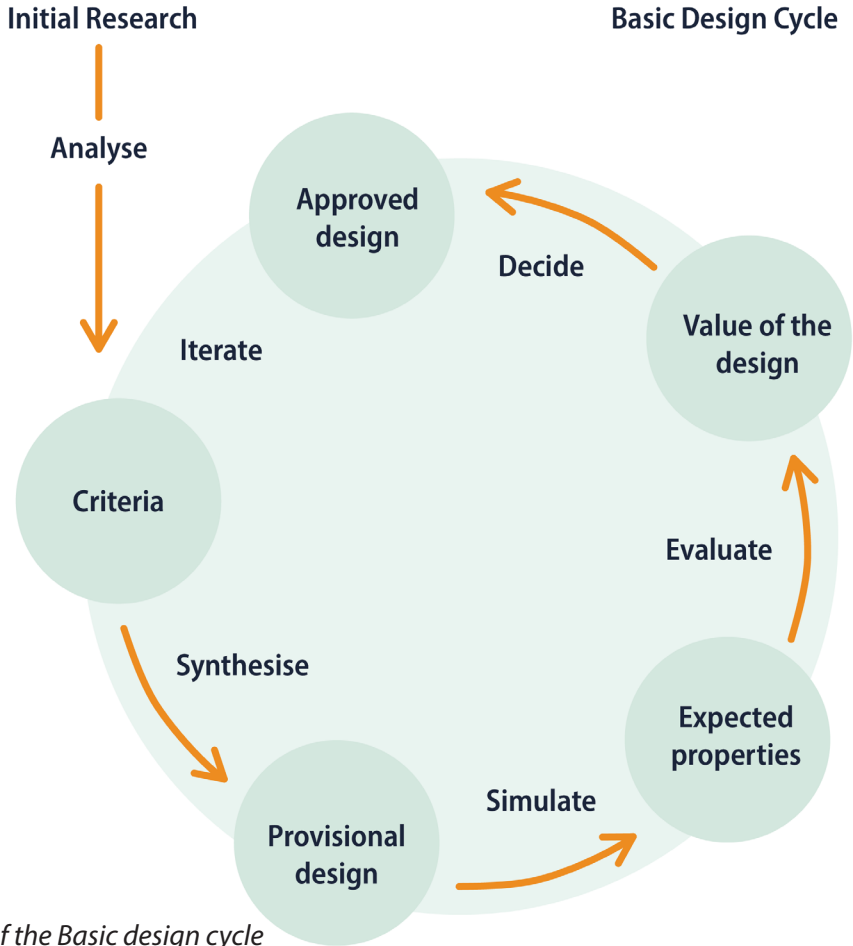 Initial Research
Basic Design Cycle
Analyse
Approved
design
Decide
Value of the
design
Iterate
Criteria
Evaluate
Synthesise
Expected
properties
Simulate
Provisional
design
f the Basic design cycle